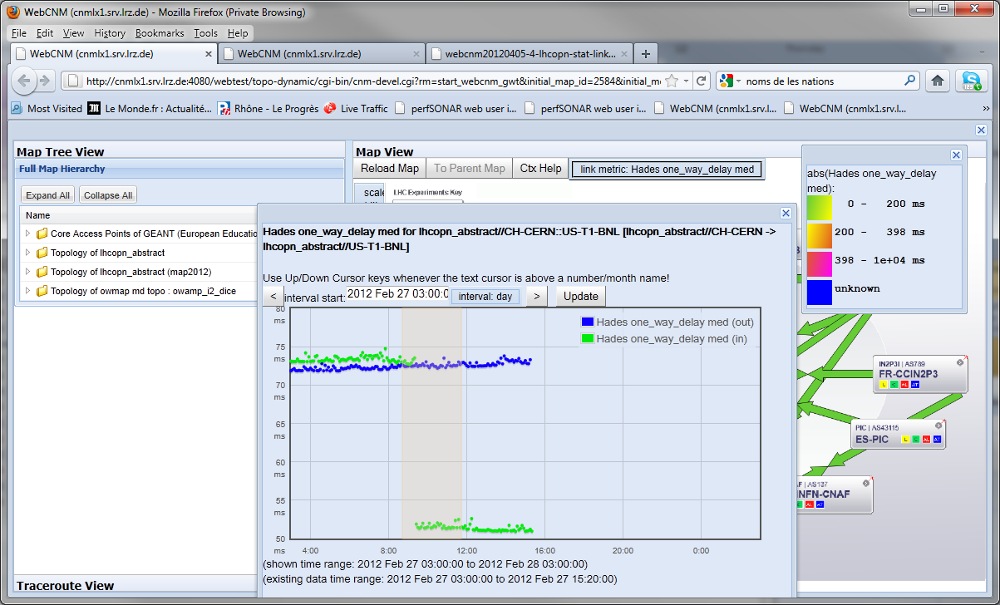 WebCNM (cnmlx1.srv.lrz.de) - Mozilla Firefox (Private Browsing)
File Edit View History Bookmarks Tools Help
WebCNM (cnmlx1.srv.lrz.de) WebCNM (cnmlx1.srv.lrz.de) webcnm20120405-4-lhcopn-stat-link...
http://cnmlx1.srv.lrz.de:4080/webtest/topo-dynamic/cgi-bin/cnm-devel.cgi?rm=start_webcnm_gwt&initial_map_id=2584&initial_m noms de les nations
Most Visited Le Monde.fr : Actualité... Rhône - Le Progrès Live Traffic perfSONAR web user i... perfSONAR web user i... WebCNM (cnmlx1.srv.l... WebCNM (cnmlx1.srv.l... »
Map Tree View
Full Map Hierarchy
Expand All Collapse All
Name
Core Access Points of GEANT (European Educatio
Topology of lhcopn_abstract
Topology of lhcopn_abstract (map2012)
Topology of owmap md topo : owamp_i2_dice
Traceroute View
Map View
Reload Map To Parent Map Ctx Help link metric: Hades one_way_delay med
scale
LHC Experiments Key
abs(Hades one_way_delay
med):
0 - 200 ms
200 - 398 ms
398 - 1e+04 ms
unknown
Hades one_way_delay med for lhcopn_abstract//CH-CERN::US-T1-BNL [lhcopn_abstract//CH-CERN ->
lhcopn_abstract//US-T1-BNL]
Use Up/Down Cursor keys whenever the text cursor is above a number/month name!
< interval start: 2012 Feb 27 03:00:0 interval: day > Update
Hades one_way_delay med (out)
Hades one_way_delay med (in)
80
ms
75
ms
70
ms
65
ms
60
ms
55
ms
50
ms
4:00 8:00 12:00 16:00 20:00 0:00
(shown time range: 2012 Feb 27 03:00:00 to 2012 Feb 28 03:00:00)
(existing data time range: 2012 Feb 27 03:00:00 to 2012 Feb 27 15:20:00)
IN2P3I | AS789
FR-CCIN2P3
L C AL AT
PIC | AS43115
ES-PIC L C AL AT
AF | AS137
INFN-CNAF
AL AT